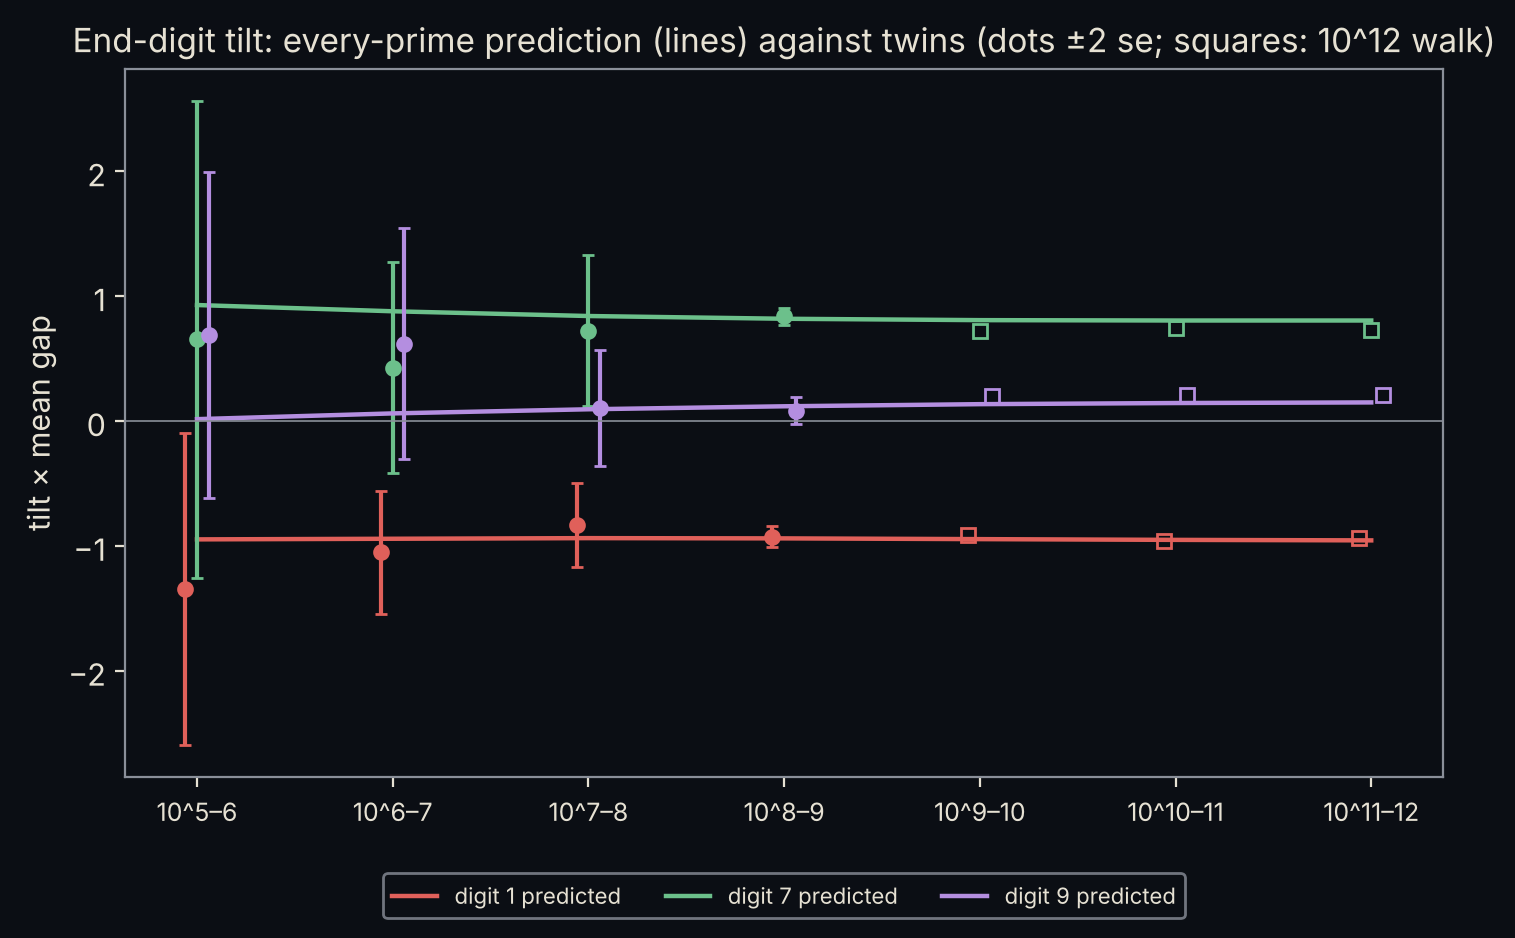 End-digit tilt: every-prime prediction (lines) against twins (dots ±2 se; squares: 10^12 walk)
tilt × mean gap
2
1
0
−1
−2
10^5–6
10^6–7
10^7–8
10^8–9
10^9–10
10^10–11
10^11–12
digit 1 predicted
digit 7 predicted
digit 9 predicted